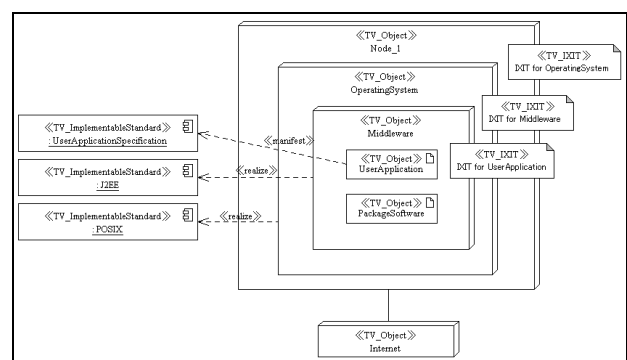 ≪TV_Object≫
Node_1
≪TV_IXIT≫
IXIT for OperatingSystem
≪TV_Object≫
OperatingSystem
≪TV_IXIT≫
IXIT for Middleware
≪TV_Object≫
Middleware
≪TV_ImplementableStandard≫
: UserApplicationSpecification
≪manifest≫
≪TV_Object≫
UserApplication
≪TV_IXIT≫
IXIT for UserApplication
≪TV_ImplementableStandard≫
: J2EE
≪realize≫
≪TV_Object≫
PackageSoftware
≪TV_ImplementableStandard≫
: POSIX
≪realize≫
≪TV_Object≫
Internet